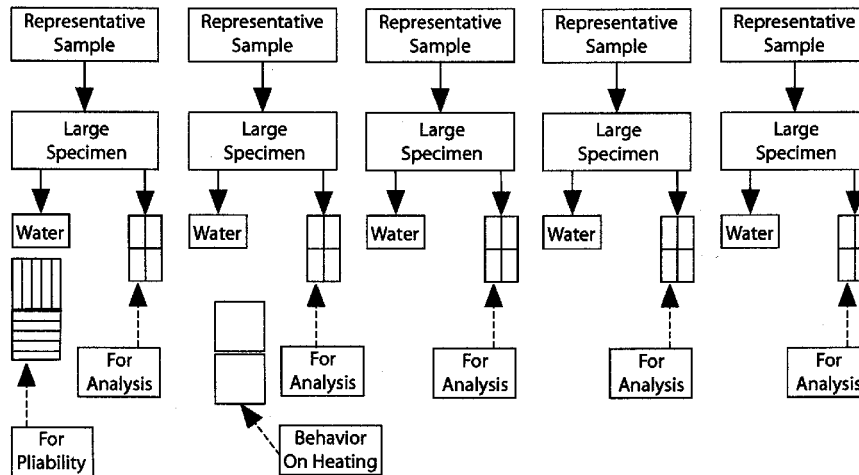 Representative
Sample
Representative
Sample
Representative
Sample
Representative
Sample
Representative
Sample
Large
Specimen
Large
Specimen
Large
Specimen
Large
Specimen
Large
Specimen
Water
Water
Water
Water
Water
For
Analysis
For
Analysis
For
Analysis
For
Analysis
For
Analysis
For
Pliability
Behavior
On Heating